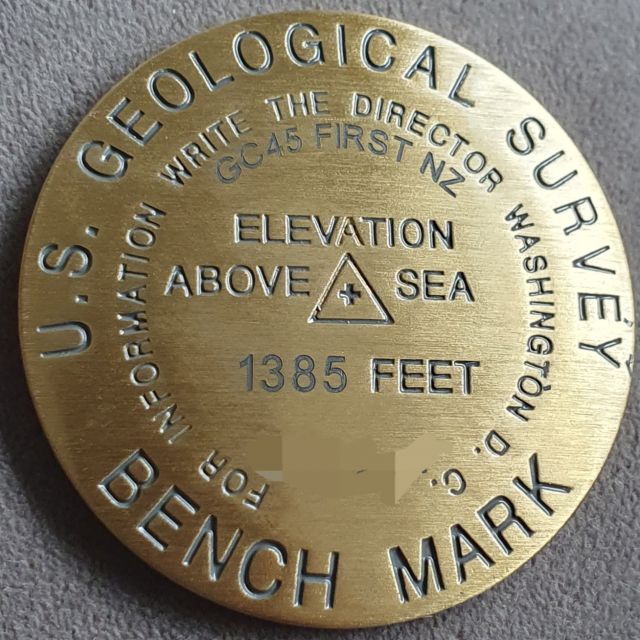 U.S. GEOLOGICAL SURVEY
FOR INFORMATION WRITE THE DIRECTOR WASHINGTON D. C.
GC45 FIRST NZ
ELEVATION
ABOVE SEA
1385 FEET
BENCH MARK